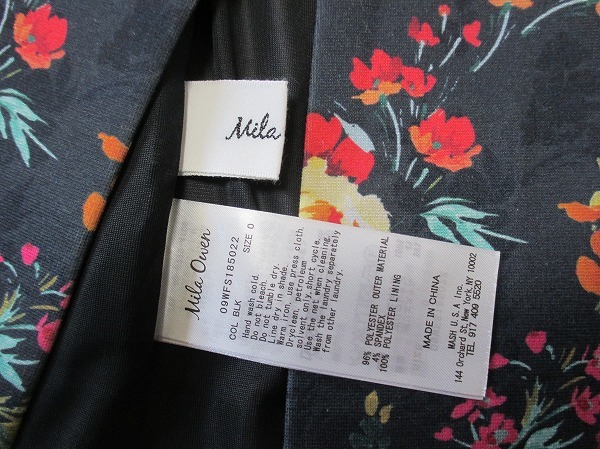 Mila
Mila Owen
09WFS185022
COL BLK SIZE 0
Hand wash cold.
Do not bleach.
Do not tumble dry.
Line dry in shade.
Warm iron, use press cloth.
Dryclean, petroleum
solvent only, short cycle.
Use the net when cleaning.
Wash the laundry separately
from other laundry.
96% POLYESTER OUTER MATERIAL
4% SPANDEX
100% POLYESTER LINING
MADE IN CHINA
MASH U.S.A Inc.
144 Orchard St, New York, NY 10002
TEL 917 409 5520